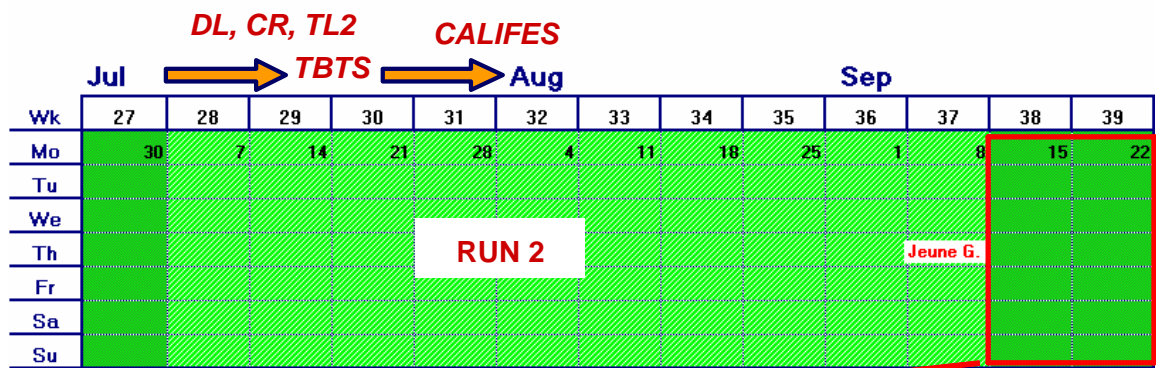 DL, CR, TL2
CALIFES
TBTS
Jul Aug Sep
Wk 27 28 29 30 31 32 33 34 35 36 37 38 39
Mo 30 7 14 21 28 4 11 18 25 1 8 15 22
Tu
We
Th Jeune G.
RUN 2
Fr
Sa
Su